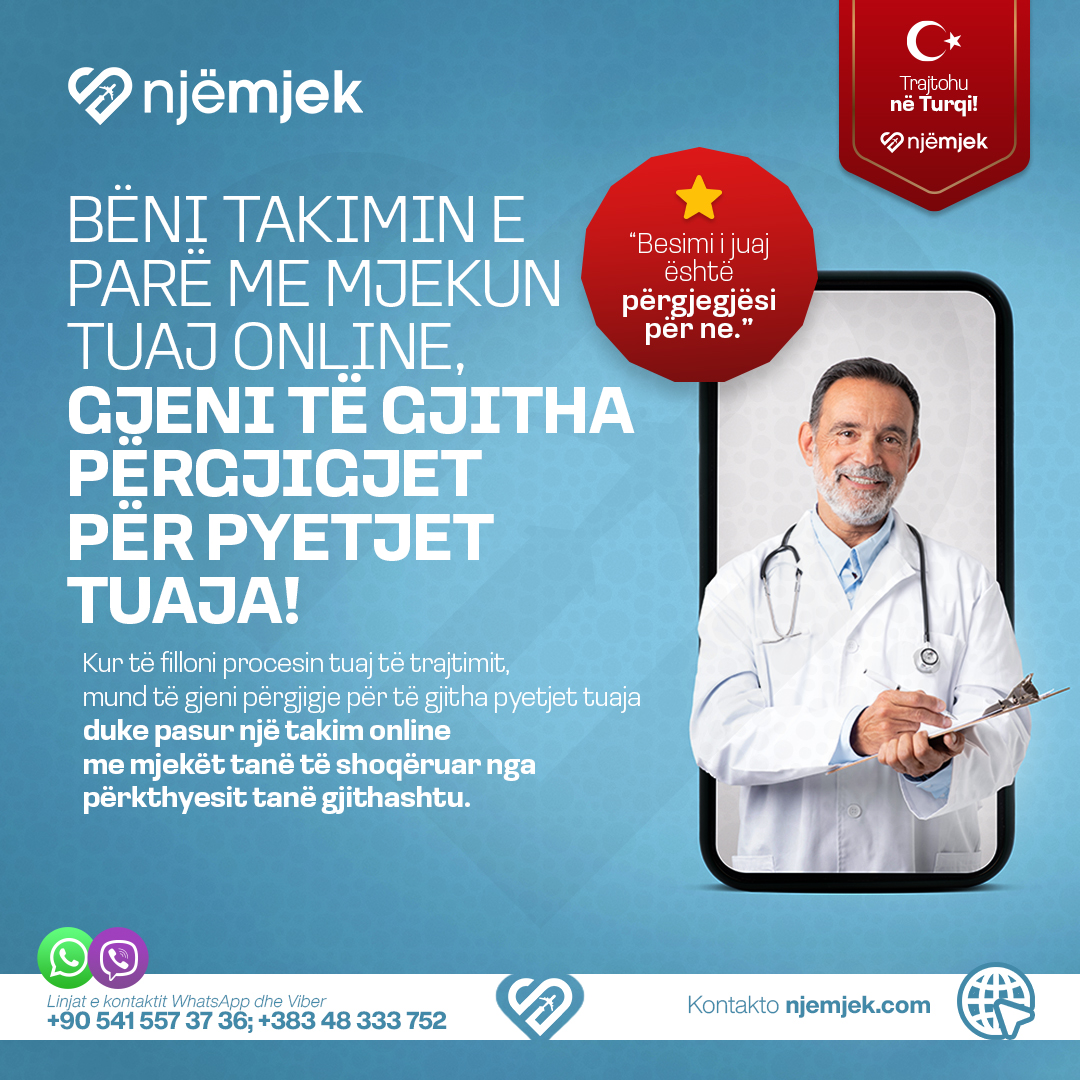 njëmjek
Trajtohu
në Turqi!
njëmjek
BËNI TAKIMIN E
PARË ME MJEKUN
TUAJ ONLINE,
GJENI TË GJITHA
PËRGJIGJET
PËR PYETJET
TUAJA!
“Besimi i juaj
është
përgjegjësi
për ne.”
Kur të filloni procesin tuaj të trajtimit,
mund të gjeni përgjigje për të gjitha pyetjet tuaja
duke pasur një takim online
me mjekët tanë të shoqëruar nga
përkthyesit tanë gjithashtu.
Linjat e kontaktit WhatsApp dhe Viber
+90 541 557 37 36; +383 48 333 752
Kontakto njemjek.com